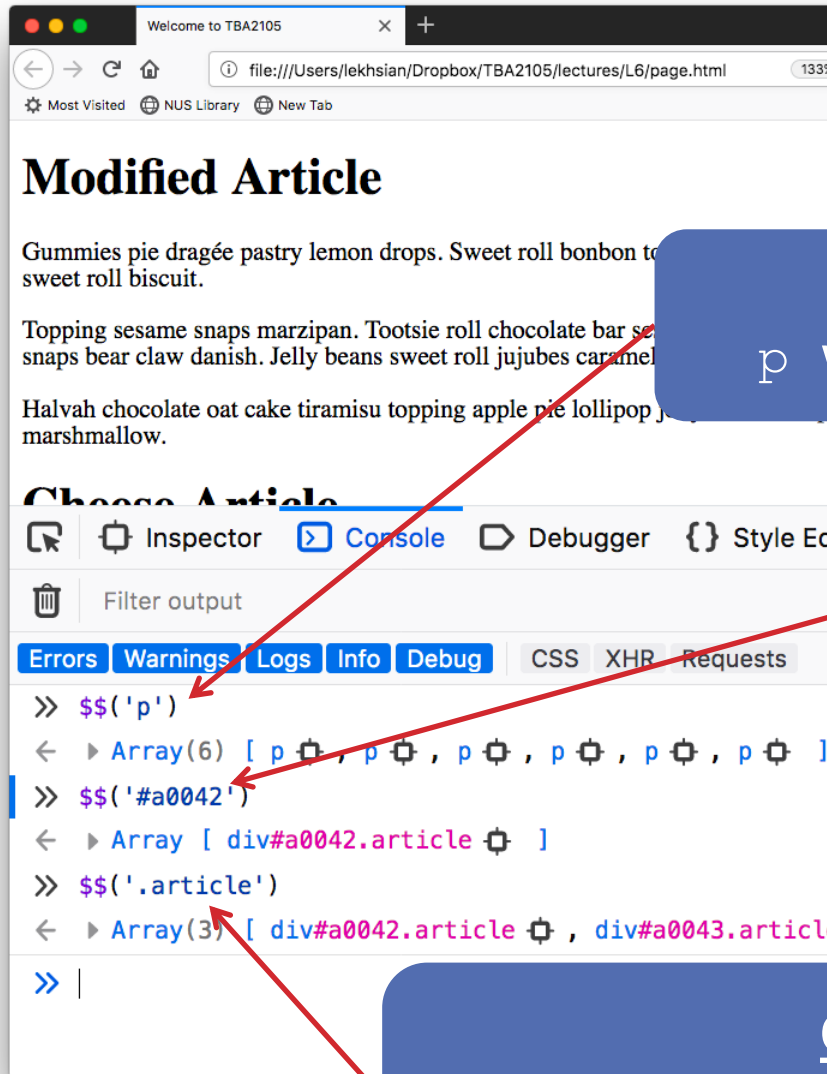 Welcome to TBA2105
file:///Users/lekhsian/Dropbox/TBA2105/lectures/L6/page.html 133%
Most Visited NUS Library New Tab
Modified Article
Gummies pie dragée pastry lemon drops. Sweet roll bonbon
sweet roll biscuit.
Topping sesame snaps marzipan. Tootsie roll chocolate bar
snaps bear claw danish. Jelly beans sweet roll jujubes caramel
p
Halvah chocolate oat cake tiramisu topping apple pie lollipop
marshmallow.
Choose Article
Inspector Console Debugger {} Style
Filter output
Errors Warnings Logs Info Debug CSS XHR Requests
>> $$('p')
Array(6) [ p , p , p , p , p , p ]
>> $$('#a0042')
Array [ div#a0042.article ]
>> $$('.article')
Array(3) [ div#a0042.article , div#a0043.article
>>